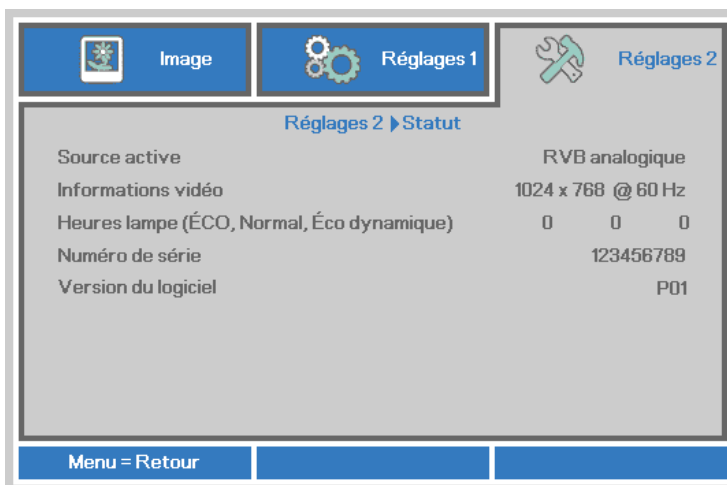 Image
Réglages 1
Réglages 2
Réglages 2 ▶ Statut
Source active RVB analogique
Informations vidéo 1024 x 768 @ 60 Hz
Heures lampe (ÉCO, Normal, Éco dynamique) 0 0 0
Numéro de série 123456789
Version du logiciel P01
Menu = Retour